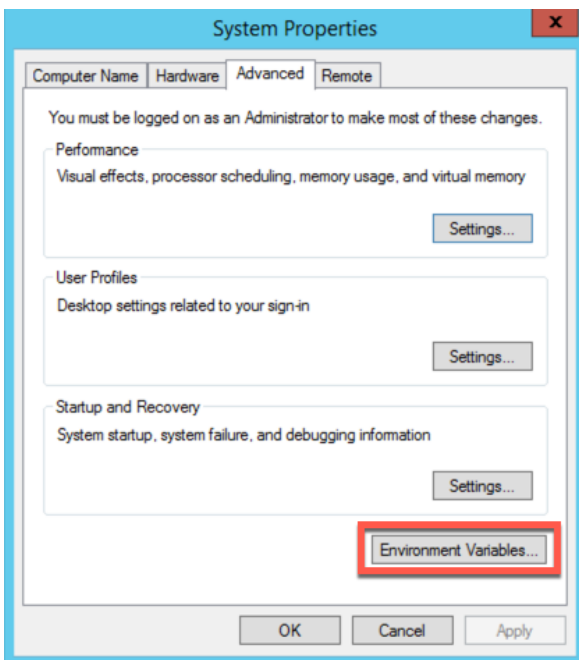 System Properties
x
Computer Name Hardware Advanced Remote
You must be logged on as an Administrator to make most of these changes.
Performance
Visual effects, processor scheduling, memory usage, and virtual memory
Settings...
User Profiles
Desktop settings related to your sign-in
Settings...
Startup and Recovery
System startup, system failure, and debugging information
Settings...
Environment Variables...
OK Cancel Apply